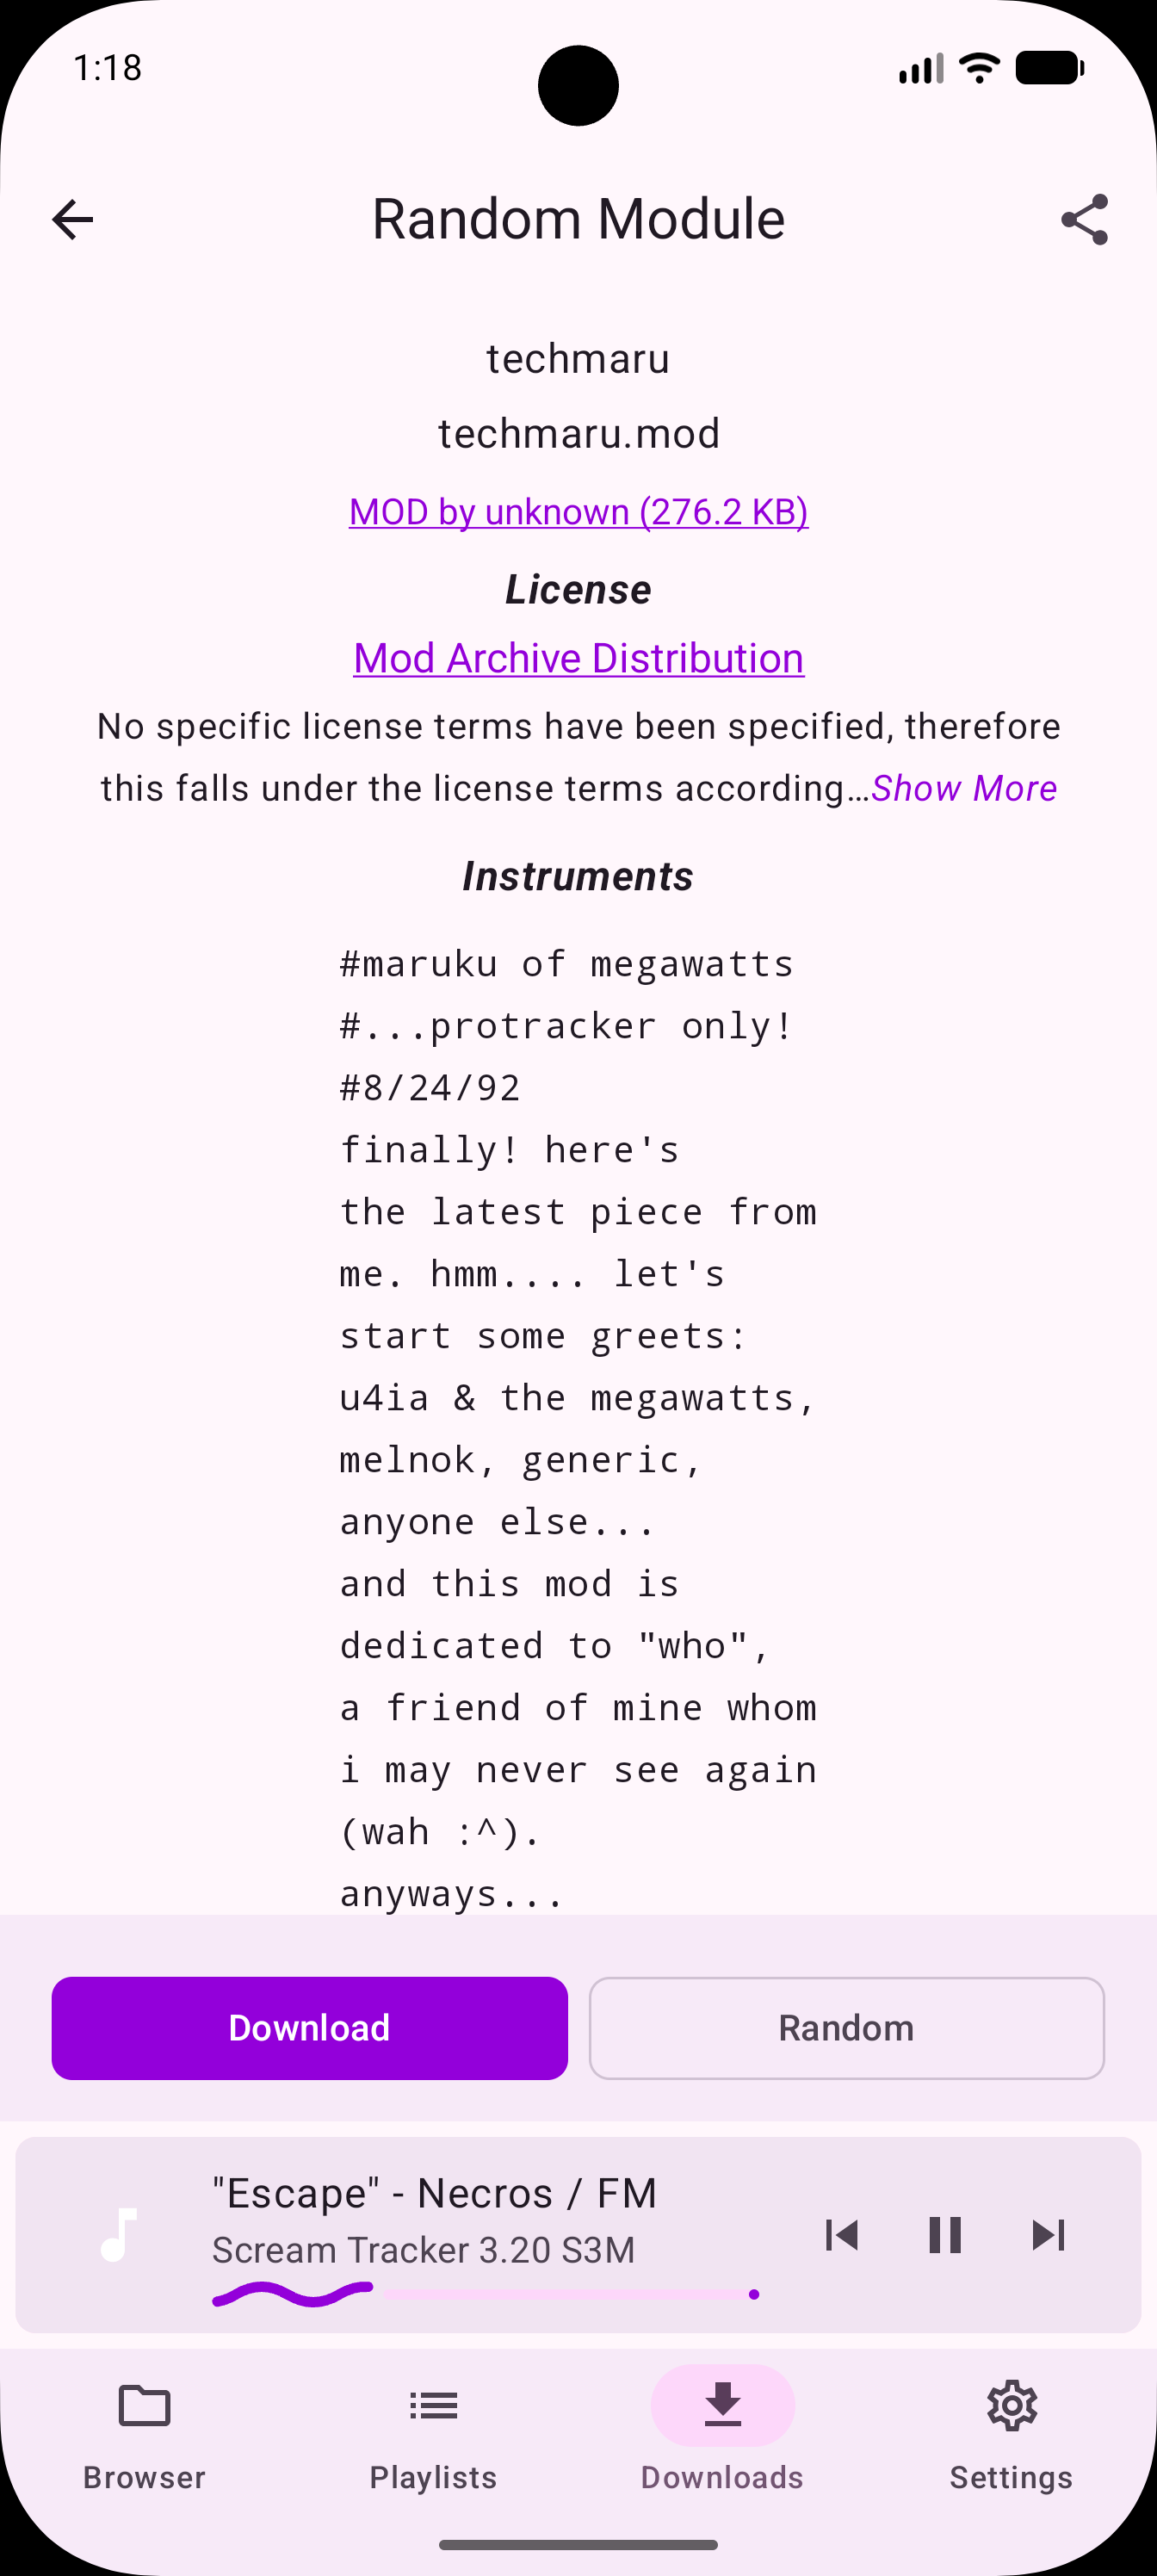 1:18
Random Module
techmaru
techmaru.mod
MOD by unknown (276.2 KB)
License
Mod Archive Distribution
No specific license terms have been specified, therefore
this falls under the license terms according…Show More
Instruments
#maruku of megawatts
#...protracker only!
#8/24/92
finally! here's
the latest piece from
me. hmm.... let's
start some greets:
u4ia & the megawatts,
melnok, generic,
anyone else...
and this mod is
dedicated to "who",
a friend of mine whom
i may never see again
(wah :^).
anyways...
Download
Random
"Escape" - Necros / FM
Scream Tracker 3.20 S3M
Browser
Playlists
Downloads
Settings